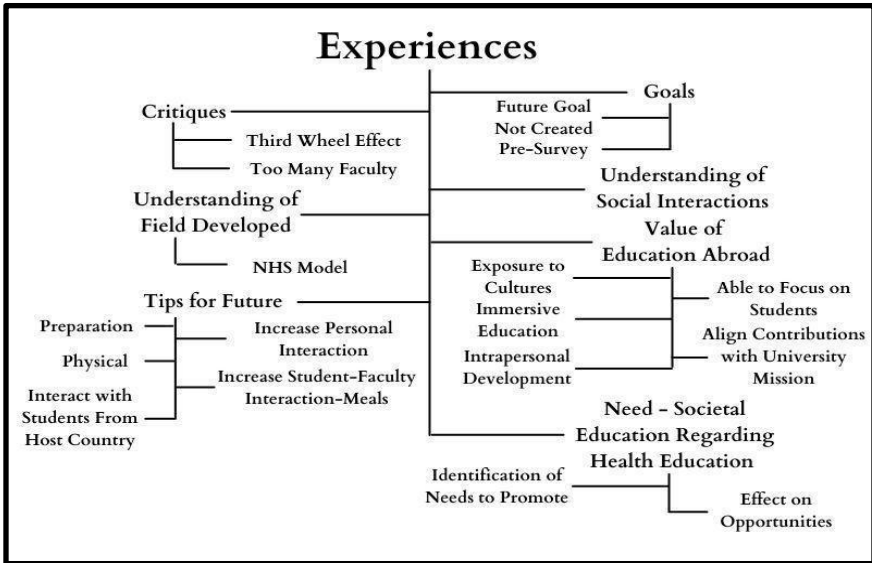 Experiences
Critiques
Third Wheel Effect
Too Many Faculty
Understanding of
Field Developed
NHS Model
Tips for Future
Preparation
Physical
Interact with
Students From
Host Country
Increase Personal
Interaction
Increase Student-Faculty
Interaction-Meals
Goals
Future Goal
Not Created
Pre-Survey
Understanding of
Social Interactions
Value of
Education Abroad
Exposure to
Cultures
Immersive
Education
Intrapersonal
Development
Able to Focus on
Students
Align Contributions
with University
Mission
Need - Societal
Education Regarding
Health Education
Identification of
Needs to Promote
Effect on
Opportunities